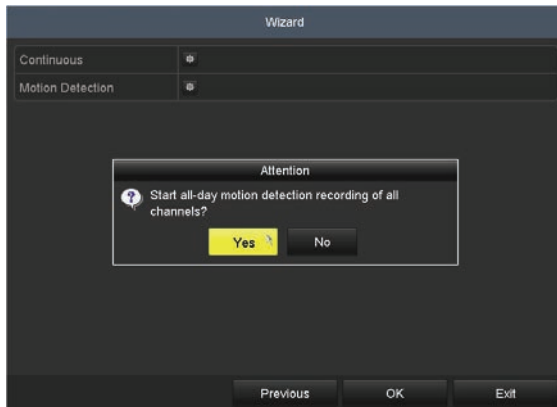 Wizard
Continuous
Motion Detection
Attention
Start all-day motion detection recording of all
channels?
Yes No
Previous OK Exit